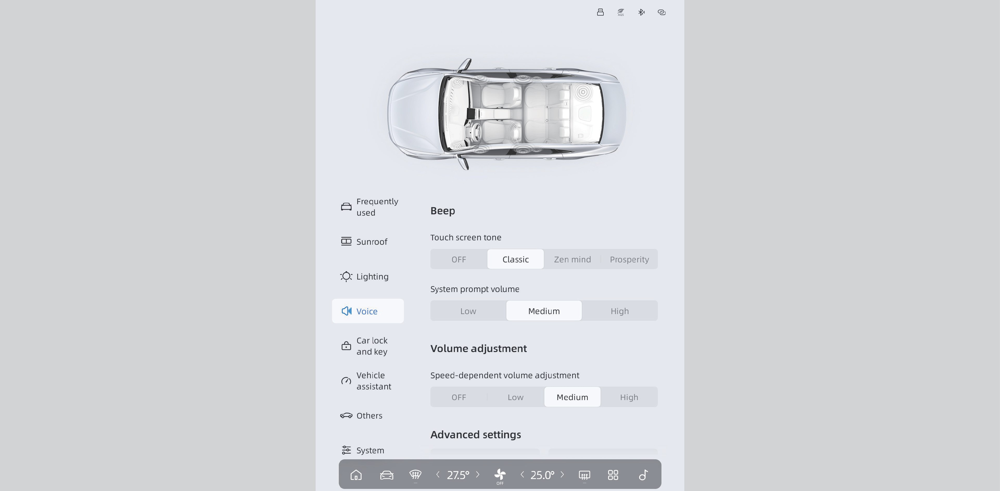 AQS
Frequently
used
Sunroof
Lighting
Voice
Car lock
and key
Vehicle
assistant
Others
System
Beep
Touch screen tone
OFF Classic Zen mind Prosperity
System prompt volume
Low Medium High
Volume adjustment
Speed-dependent volume adjustment
OFF Low Medium High
Advanced settings
27.5° OFF 25.0°